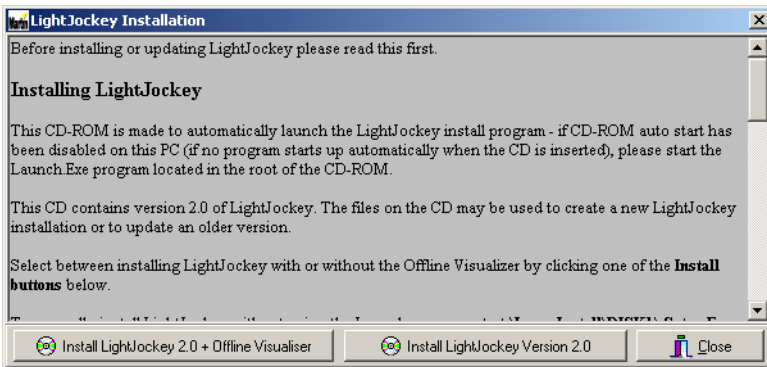 Martin LightJockey Installation
Before installing or updating LightJockey please read this first.
Installing LightJockey
This CD-ROM is made to automatically launch the LightJockey install program - if CD-ROM auto start has
been disabled on this PC (if no program starts up automatically when the CD is inserted), please start the
Launch.Exe program located in the root of the CD-ROM.
This CD contains version 2.0 of LightJockey. The files on the CD may be used to create a new LightJockey
installation or to update an older version.
Select between installing LightJockey with or without the Offline Visualizer by clicking one of the Install
buttons below.
Install LightJockey 2.0 + Offline Visualiser
Install LightJockey Version 2.0
Close